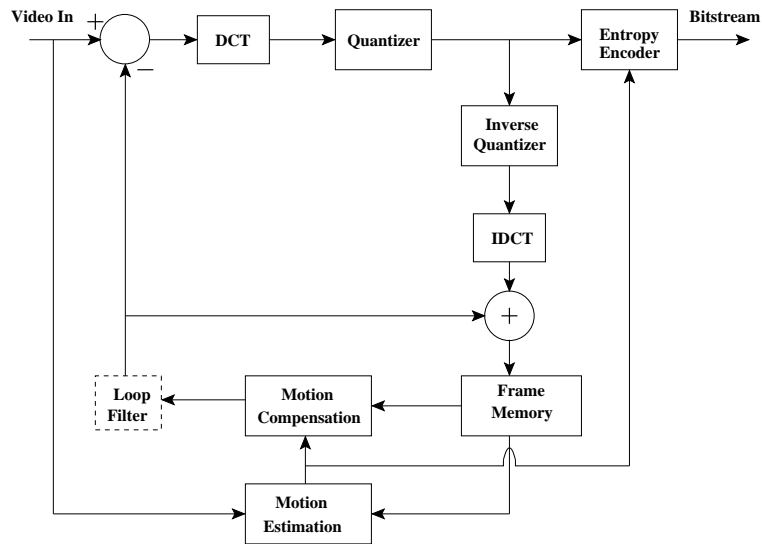 Video In
+
−
DCT
Quantizer
Entropy
Encoder
Bitstream
Inverse
Quantizer
IDCT
+
Loop
Filter
Motion
Compensation
Frame
Memory
Motion
Estimation